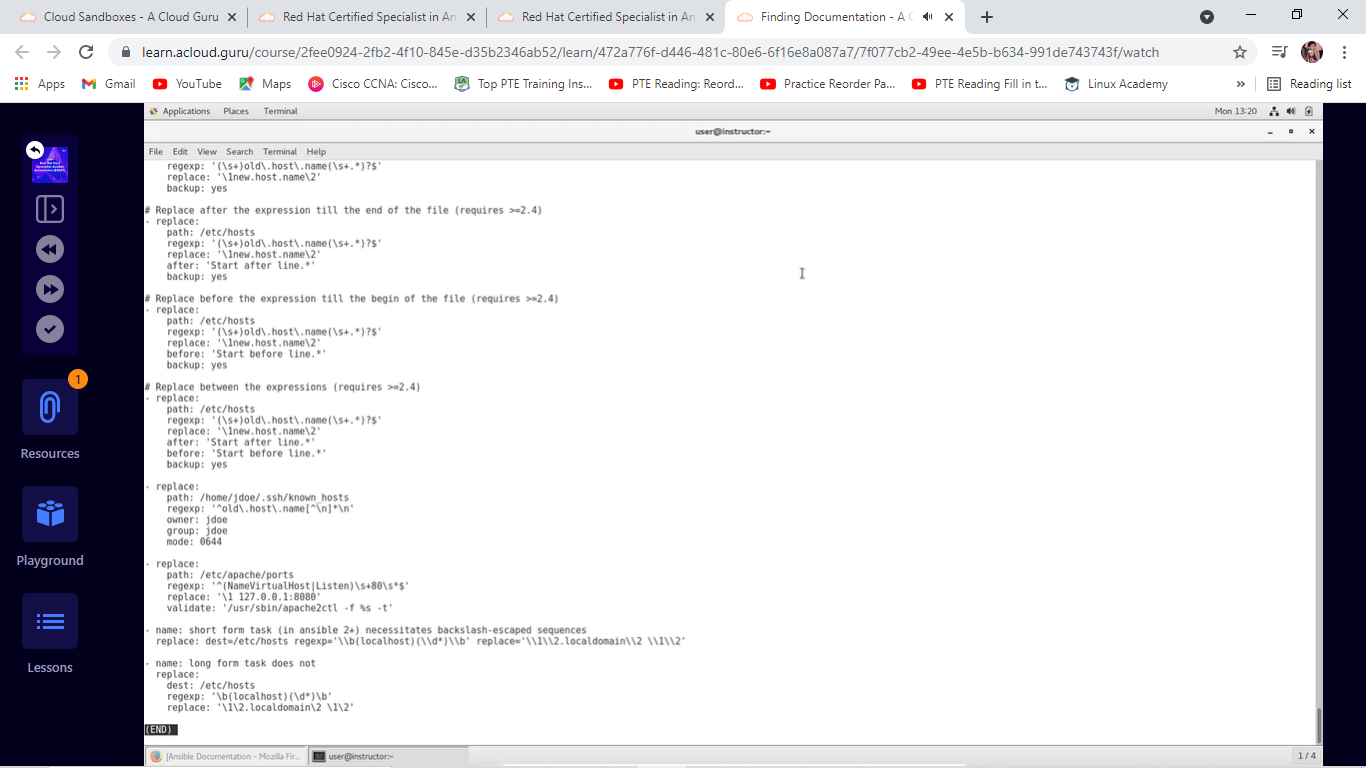 Cloud Sandboxes - A Cloud Guru
Red Hat Certified Specialist in An
Red Hat Certified Specialist in An
Finding Documentation - A C
learn.acloud.guru/course/2fee0924-2fb2-4f10-845e-d35b2346ab52/learn/472a776f-d446-481c-80e6-6f16e8a087a7/7f077cb2-49ee-4e5b-b634-991de743743f/watch
Apps Gmail YouTube Maps Cisco CCNA: Cisco... Top PTE Training Ins... PTE Reading: Reord... Practice Reorder Pa... PTE Reading Fill in t... Linux Academy » Reading list
Applications Places Terminal Mon 13:20
user@instructor:~
File Edit View Search Terminal Help
regexp: '(\s+)old\.host\.name(\s+.*)?$'
replace: '\1new.host.name\2'
backup: yes
# Replace after the expression till the end of the file (requires >=2.4)
- replace:
path: /etc/hosts
regexp: '(\s+)old\.host\.name(\s+.*)?$'
replace: '\1new.host.name\2'
after: 'Start after line.*'
backup: yes
# Replace before the expression till the begin of the file (requires >=2.4)
- replace:
path: /etc/hosts
regexp: '(\s+)old\.host\.name(\s+.*)?$'
replace: '\1new.host.name\2'
before: 'Start before line.*'
backup: yes
# Replace between the expressions (requires >=2.4)
- replace:
path: /etc/hosts
regexp: '(\s+)old\.host\.name(\s+.*)?$'
replace: '\1new.host.name\2'
after: 'Start after line.*'
before: 'Start before line.*'
backup: yes
- replace:
path: /home/jdoe/.ssh/known_hosts
regexp: '^old\.host\.name[^\n]*\n'
owner: jdoe
group: jdoe
mode: 0644
- replace:
path: /etc/apache/ports
regexp: '^(NameVirtualHost|Listen)\s+80\s*$'
replace: '\1 127.0.0.1:8080'
validate: '/usr/sbin/apache2ctl -f %s -t'
- name: short form task (in ansible 2+) necessitates backslash-escaped sequences
replace: dest=/etc/hosts regexp='\\b(localhost)(\\d*)\\b' replace='\\1\\2.localdomain\\2 \\1\\2'
- name: long form task does not
replace:
dest: /etc/hosts
regexp: '\b(localhost)(\d*)\b'
replace: '\1\2.localdomain\2 \1\2'
(END)
[Ansible Documentation - Mozilla Fir... user@instructor:~ 1 / 4
1
Resources
Playground
Lessons